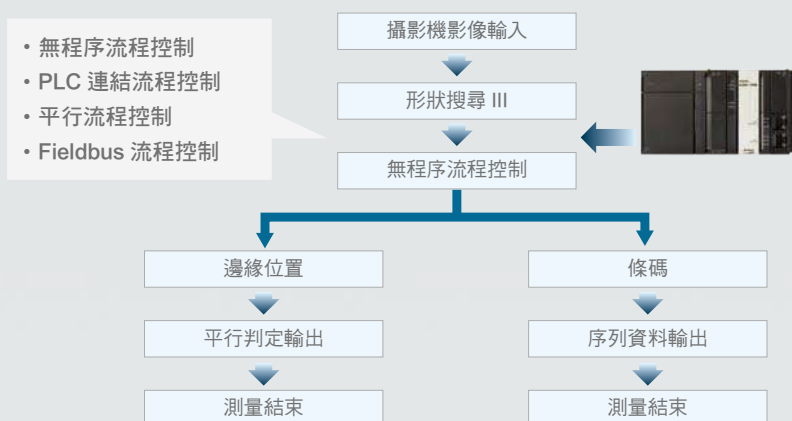 • 無程序流程控制
• PLC 連結流程控制
• 平行流程控制
• Fieldbus 流程控制
攝影機影像輸入
形狀搜尋 III
無程序流程控制
邊緣位置
條碼
平行判定輸出
序列資料輸出
測量結束
測量結束